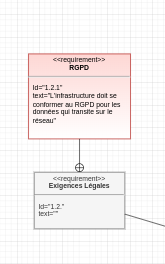 <<requirement>>
RGPD
Id="1.2.1"
text="L'infrastructure doit se
conformer au RGPD pour les
données qui transite sur le
réseau"
<<requirement>>
Exigences Légales
Id="1.2."
text=""